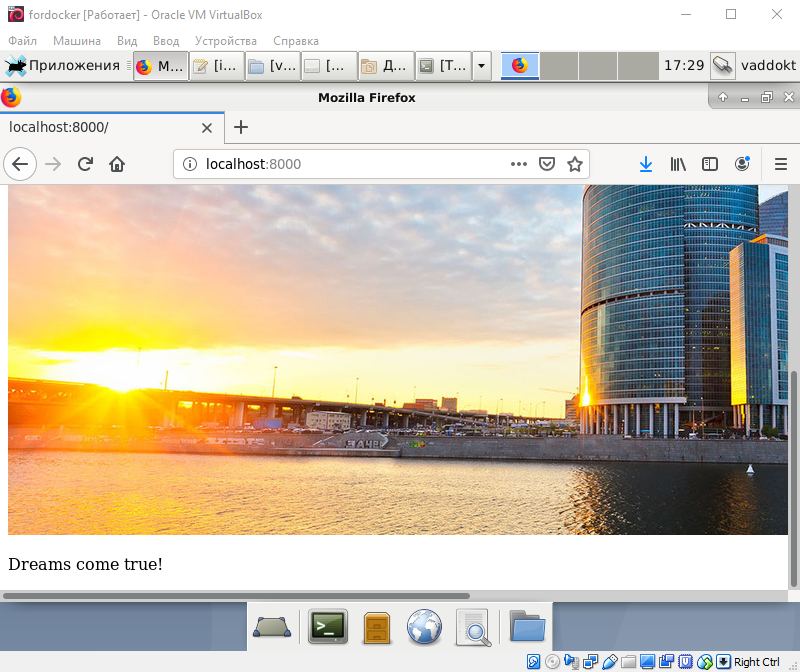 fordocker [Работает] - Oracle VM VirtualBox
Файл Машина Вид Ввод Устройства Справка
Приложения M... [i... [v... [... Д... [T... 17:29 vaddokt
Mozilla Firefox
localhost:8000/
localhost:8000
Dreams come true!
Right Ctrl